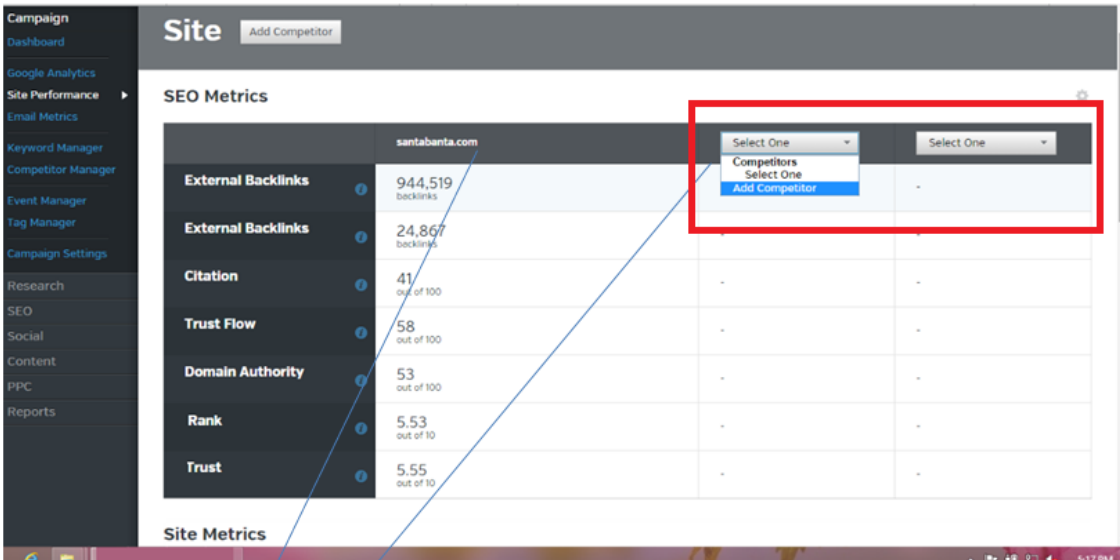 Campaign
Dashboard
Google Analytics
Site Performance
Email Metrics
Keyword Manager
Competitor Manager
Event Manager
Tag Manager
Campaign Settings
Research
SEO
Social
Content
PPC
Reports
Site Add Competitor
SEO Metrics
santabanta.com Select One Select One
Competitors
Select One
Add Competitor
External Backlinks 944,519 -
backlinks
External Backlinks 24,867 - -
backlinks
Citation 41 - -
out of 100
Trust Flow 58 - -
out of 100
Domain Authority 53 - -
out of 100
Rank 5.53 - -
out of 10
Trust 5.55 - -
out of 10
Site Metrics
5:17 PM